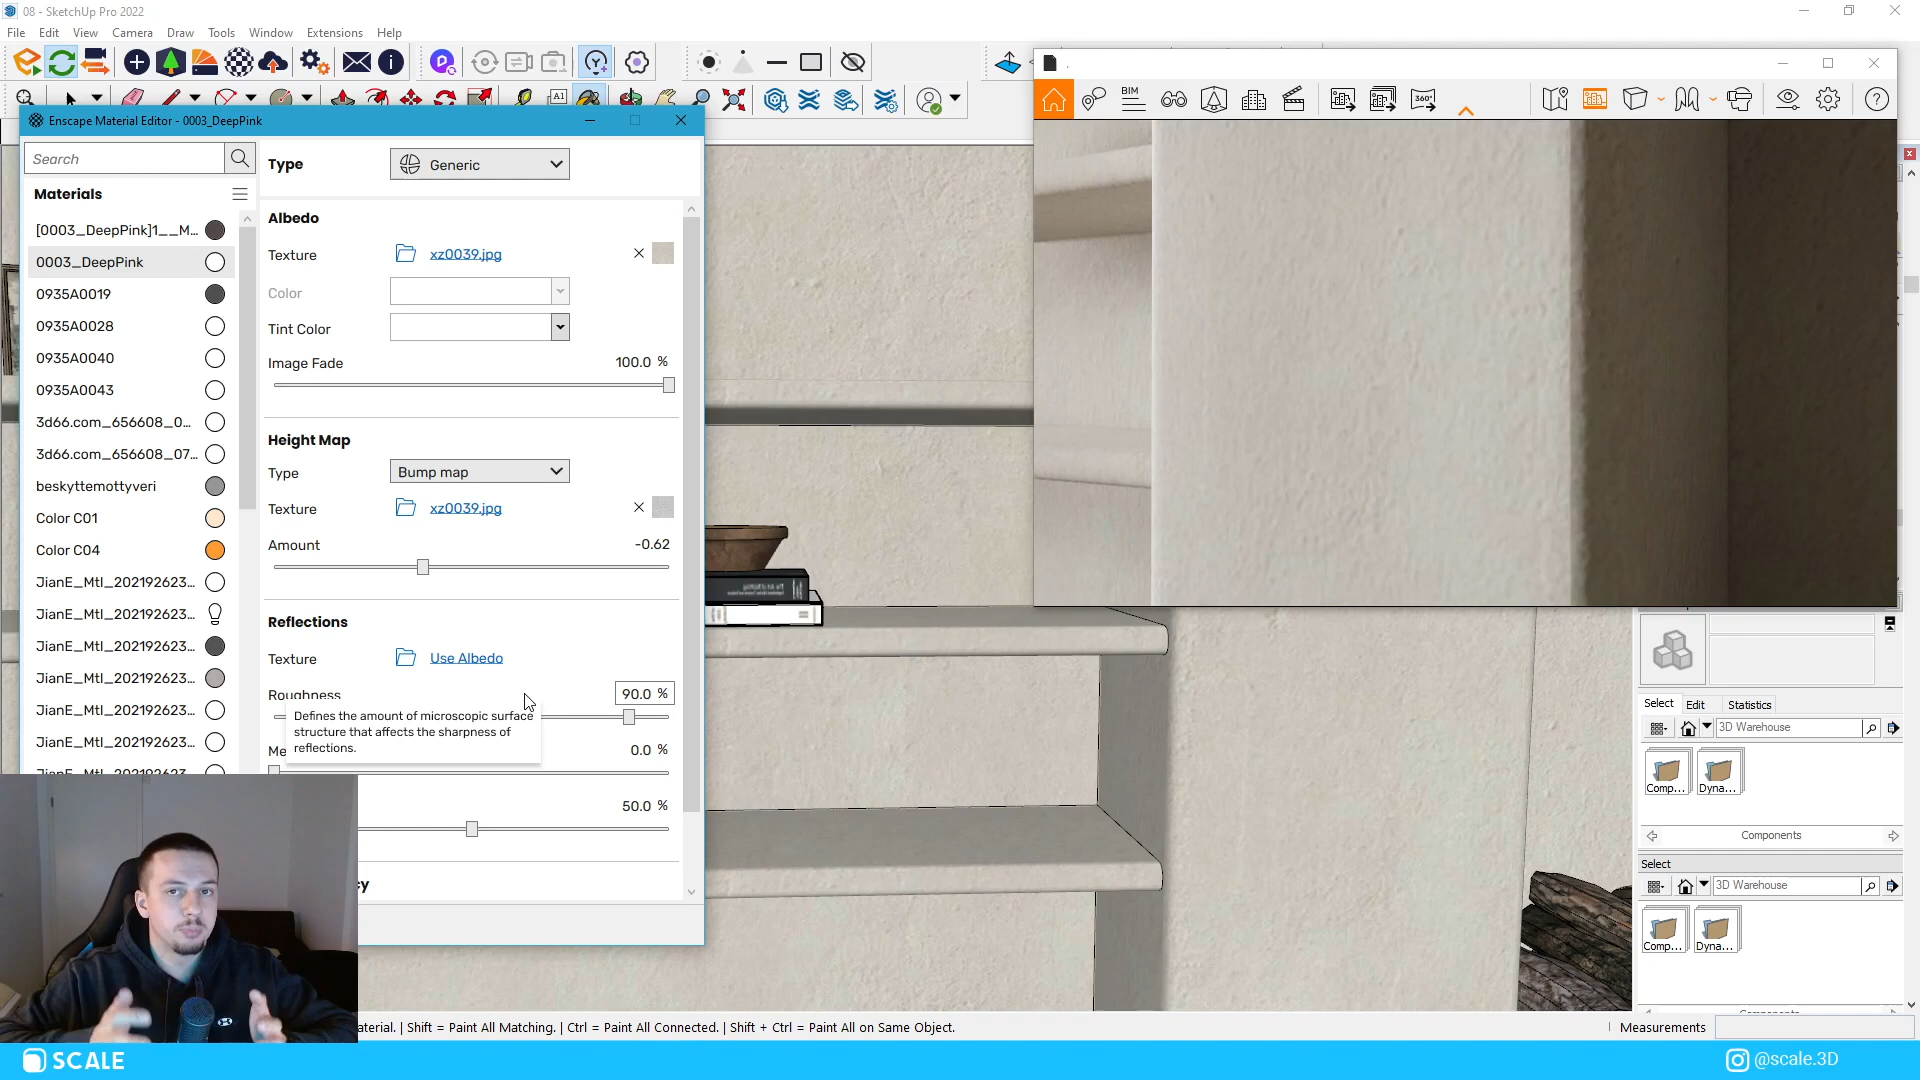 08 - SketchUp Pro 2022
File Edit View Camera Draw Tools Window Extensions Help
A1
BIM
360°
Enscape Material Editor - 0003_DeepPink
Search
Materials
[0003_DeepPink]1__M...
0003_DeepPink
0935A0019
0935A0028
0935A0040
0935A0043
3d66.com_656608_0...
3d66.com_656608_07...
beskyttemottyveri
Color C01
Color C04
JianE_Mtl_202192623...
JianE_Mtl_202192623...
JianE_Mtl_202192623...
JianE_Mtl_202192623...
JianE_Mtl_202192623...
JianE_Mtl_202192623...
JianE_Mtl_202192623...
Type Generic
Albedo
Texture xz0039.jpg
Color
Tint Color
Image Fade 100.0 %
Height Map
Type Bump map
Texture xz0039.jpg
Amount -0.62
Reflections
Texture Use Albedo
Roughness 90.0 %
Defines the amount of microscopic surface
structure that affects the sharpness of
reflections.
Me 0.0 %
50.0 %
cy
Select Edit Statistics
3D Warehouse
Comp... Dyna...
Components
Select
3D Warehouse
Comp... Dyna...
aterial. | Shift = Paint All Matching. | Ctrl = Paint All Connected. | Shift + Ctrl = Paint All on Same Object.
Measurements
SCALE
@scale.3D